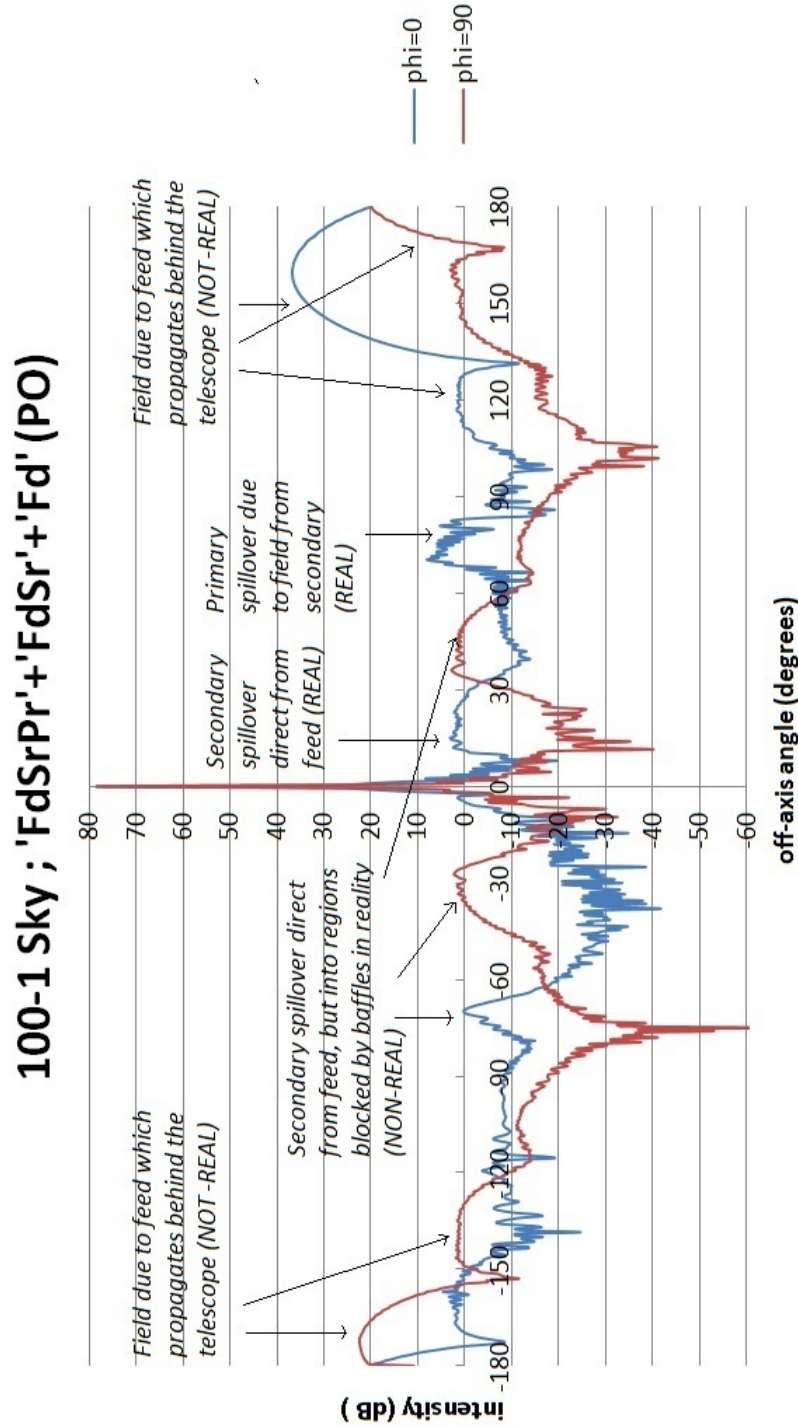 100-1 Sky ; 'FdSrPr'+'FdSr'+'Fd' (PO)
Field due to feed which
propagates behind the
telescope (NOT -REAL)
Secondary spillover direct
from feed, but into regions
blocked by baffles in reality
(NON-REAL)
Secondary
spillover
direct from
feed (REAL)
Primary
spillover due
to field from
secondary
(REAL)
Field due to feed which
propagates behind the
telescope (NOT -REAL)
phi=0
phi=90
intensity (dB )
80
70
60
50
40
30
20
10
0
-10
-20
-30
-40
-50
-60
-180
-150
-120
-90
-60
-30
0
30
60
90
120
150
180
off-axis angle (degrees)